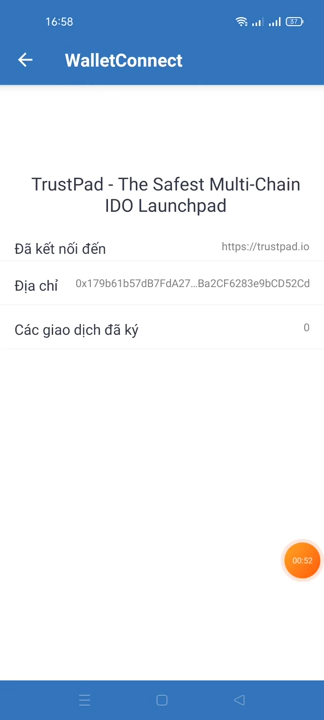 16:58
57
WalletConnect
TrustPad - The Safest Multi-Chain
IDO Launchpad
Đã kết nối đến https://trustpad.io
Địa chỉ 0x179b61b57dB7FdA27...Ba2CF6283e9bCD52Cd
Các giao dịch đã ký 0
00:52